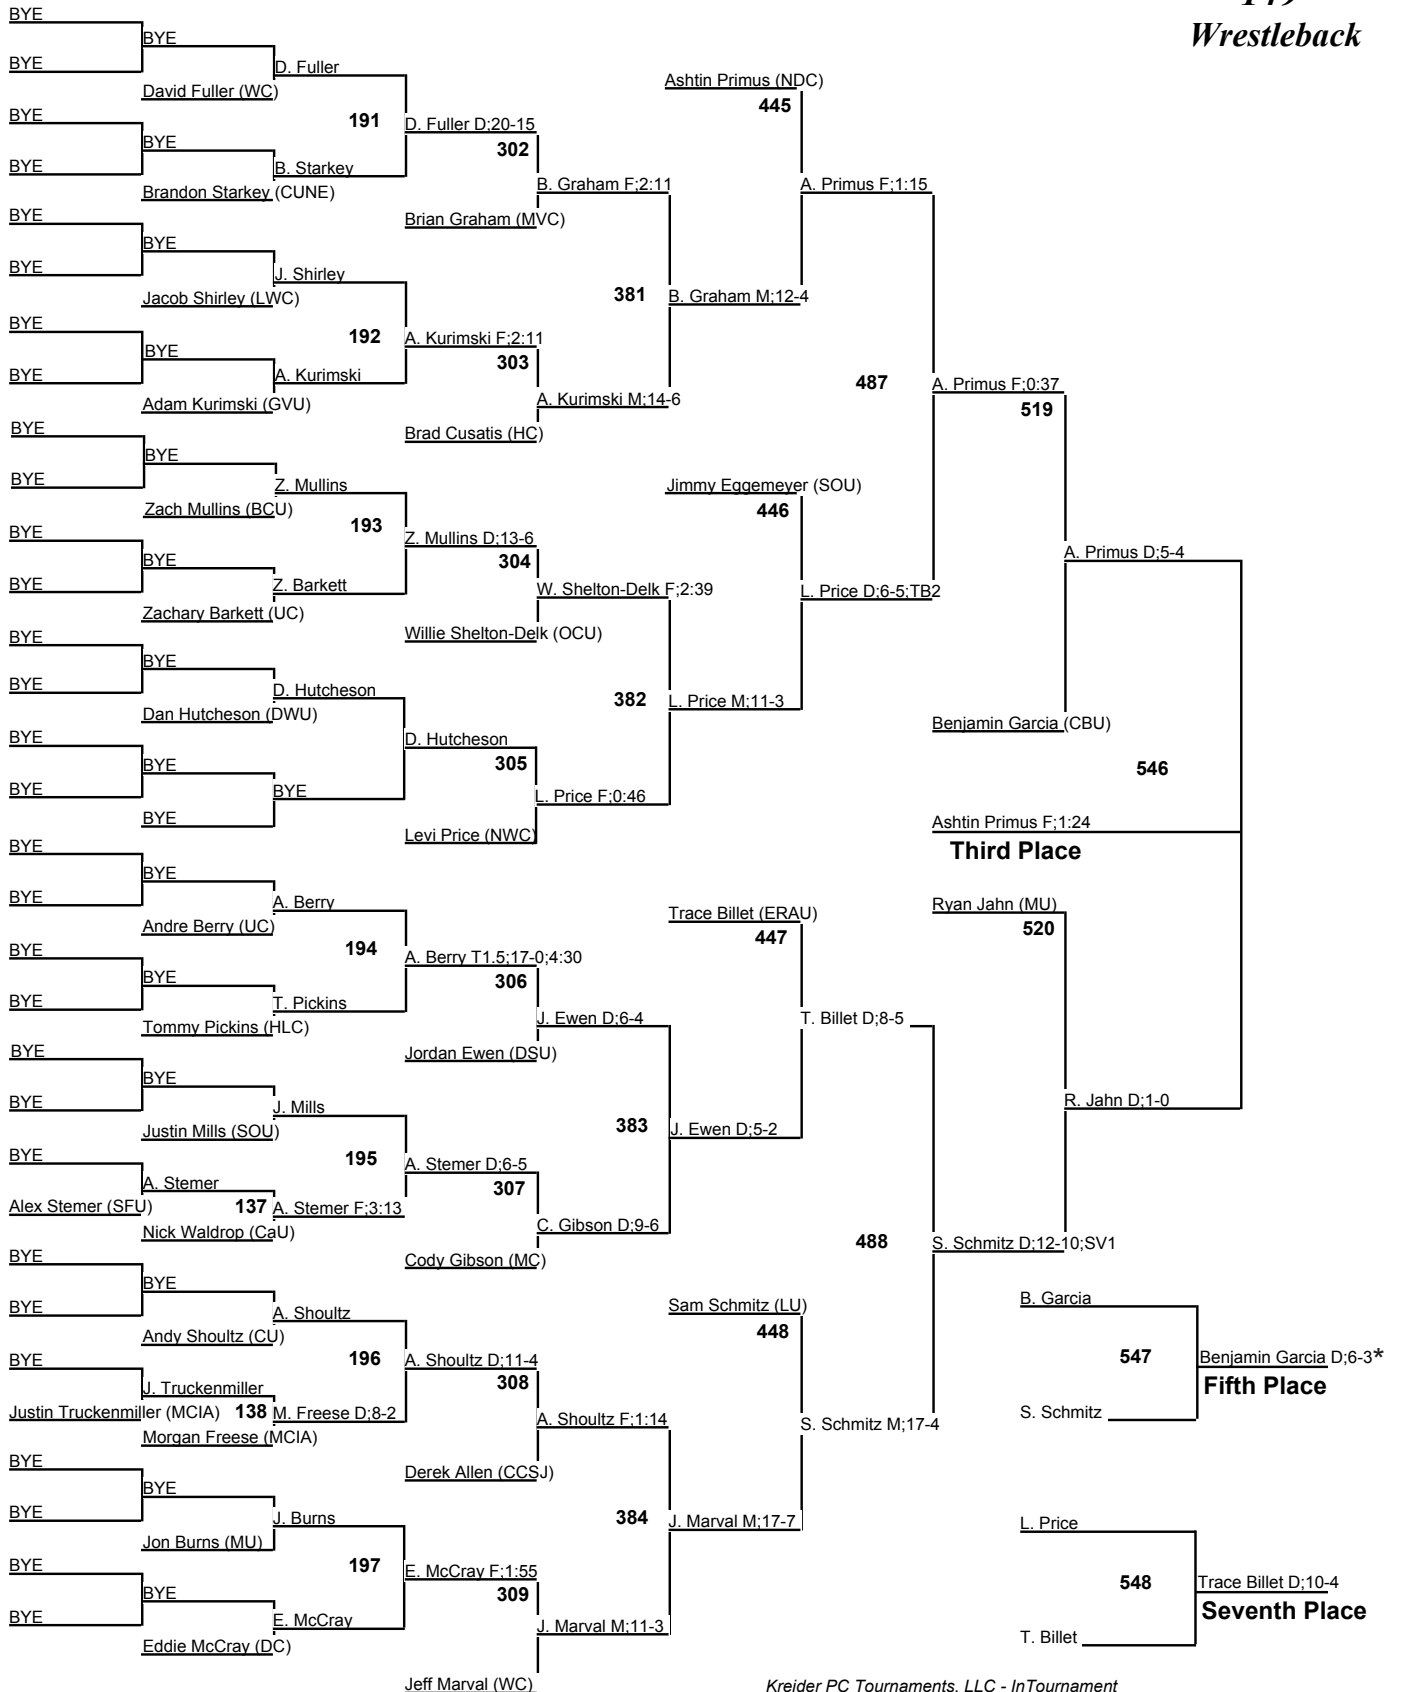 Wrestleback
BYE
BYE
BYE
David Fuller (WC)
D. Fuller
191
BYE
BYE
BYE
Brandon Starkey (CUNE)
B. Starkey
D. Fuller D;20-15
302
Brian Graham (MVC)
B. Graham F;2:11
BYE
BYE
BYE
Jacob Shirley (LWC)
J. Shirley
192
BYE
BYE
BYE
Adam Kurimski (GVU)
A. Kurimski
A. Kurimski F;2:11
303
Brad Cusatis (HC)
A. Kurimski M;14-6
381
B. Graham M;12-4
Ashtin Primus (NDC)
445
A. Primus F;1:15
BYE
BYE
BYE
Zach Mullins (BCU)
Z. Mullins
193
BYE
BYE
BYE
Zachary Barkett (UC)
Z. Barkett
Z. Mullins D;13-6
304
Willie Shelton-Delk (OCU)
W. Shelton-Delk F;2:39
BYE
BYE
BYE
Dan Hutcheson (DWU)
D. Hutcheson
BYE
BYE
BYE
BYE
BYE
D. Hutcheson
305
Levi Price (NWC)
L. Price F;0:46
382
L. Price M;11-3
Jimmy Eggemeyer (SOU)
446
L. Price D;6-5;TB2
487
A. Primus F;0:37
519
Benjamin Garcia (CBU)
A. Primus D;5-4
546
Ashtin Primus F;1:24
Third Place
BYE
BYE
BYE
Andre Berry (UC)
A. Berry
194
BYE
BYE
BYE
Tommy Pickins (HLC)
T. Pickins
A. Berry T1.5;17-0;4:30
306
Jordan Ewen (DSU)
J. Ewen D;6-4
BYE
BYE
BYE
Justin Mills (SOU)
J. Mills
195
BYE
Alex Stemer (SFU)
A. Stemer
137
Nick Waldrop (CaU)
A. Stemer F;3:13
A. Stemer D;6-5
307
Cody Gibson (MC)
C. Gibson D;9-6
383
J. Ewen D;5-2
Trace Billet (ERAU)
447
T. Billet D;8-5
BYE
BYE
BYE
Andy Shoultz (CU)
A. Shoultz
196
BYE
Justin Truckenmiller (MCIA)
J. Truckenmiller
138
Morgan Freese (MCIA)
M. Freese D;8-2
A. Shoultz D;11-4
308
Derek Allen (CCSJ)
A. Shoultz F;1:14
BYE
BYE
BYE
Jon Burns (MU)
J. Burns
197
BYE
BYE
BYE
Eddie McCray (DC)
E. McCray
E. McCray F;1:55
309
Jeff Marval (WC)
J. Marval M;11-3
384
J. Marval M;17-7
Sam Schmitz (LU)
448
S. Schmitz M;17-4
488
S. Schmitz D;12-10;SV1
Ryan Jahn (MU)
520
R. Jahn D;1-0
B. Garcia
547
S. Schmitz
Benjamin Garcia D;6-3*
Fifth Place
L. Price
548
T. Billet
Trace Billet D;10-4
Seventh Place
Kreider PC Tournaments, LLC - InTournament